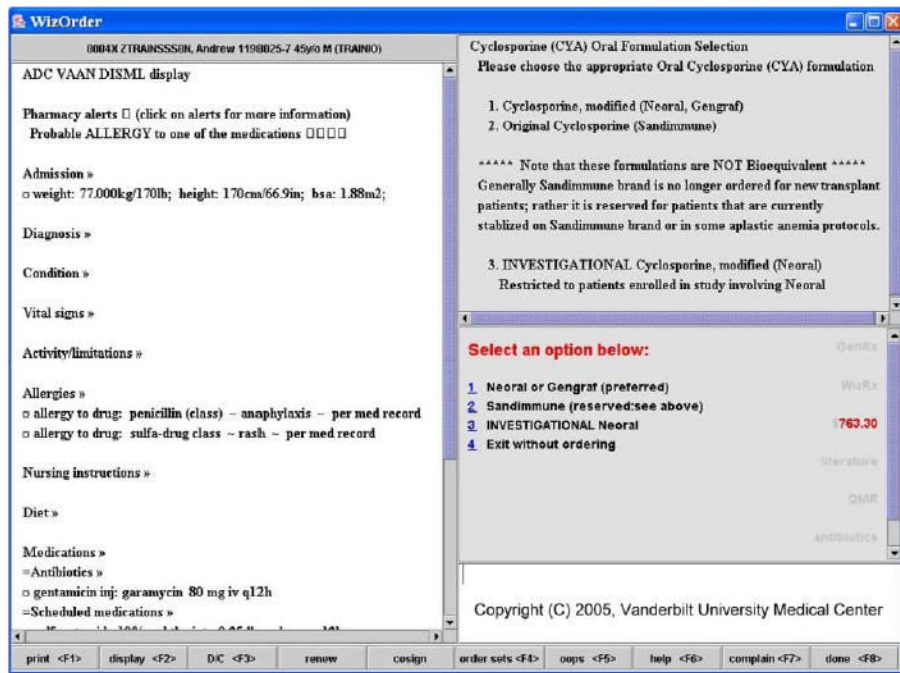 WizOrder
8004X ZTRAINSSSSN, Andrew 1198025-7 45y/o M (TRAINIO)
ADC VAAN DISML display
Pharmacy alerts (click on alerts for more information)
Probable ALLERGY to one of the medications
Admission »
weight: 77.000kg/170lb; height: 170cm/66.9in; bsa: 1.88m2;
Diagnosis »
Condition »
Vital signs »
Activity/limitations »
Allergies »
allergy to drug: penicillin (class) ~ anaphylaxis ~ per med record
allergy to drug: sulfa-drug class ~ rash ~ per med record
Nursing instructions »
Diet »
Medications »
=Antibiotics »
gentamicin inj: garamycin 80 mg iv q12h
=Scheduled medications »
Cyclosporine (CYA) Oral Formulation Selection
Please choose the appropriate Oral Cyclosporine (CYA) formulation
1. Cyclosporine, modified (Neoral, Gengraf)
2. Original Cyclosporine (Sandimmune)
^^^^^ Note that these formulations are NOT Bioequivalent ^^^^^
Generally Sandimmune brand is no longer ordered for new transplant
patients; rather it is reserved for patients that are currently
stablized on Sandimmune brand or in some aplastic anemia protocols.
3. INVESTIGATIONAL Cyclosporine, modified (Neoral)
Restricted to patients enrolled in study involving Neoral
Select an option below:
1 Neoral or Gengraf (preferred)
2 Sandimmune (reserved:see above)
3 INVESTIGATIONAL Neoral
4 Exit without ordering
GenRx
WuRx
$763.30
literature
DMR
antibiotics
Copyright (C) 2005, Vanderbilt University Medical Center
print <F1> display <F2> D/C <F3> renew cosign order sets <F4> oops <F5> help <F6> complain <F7> done <F8>